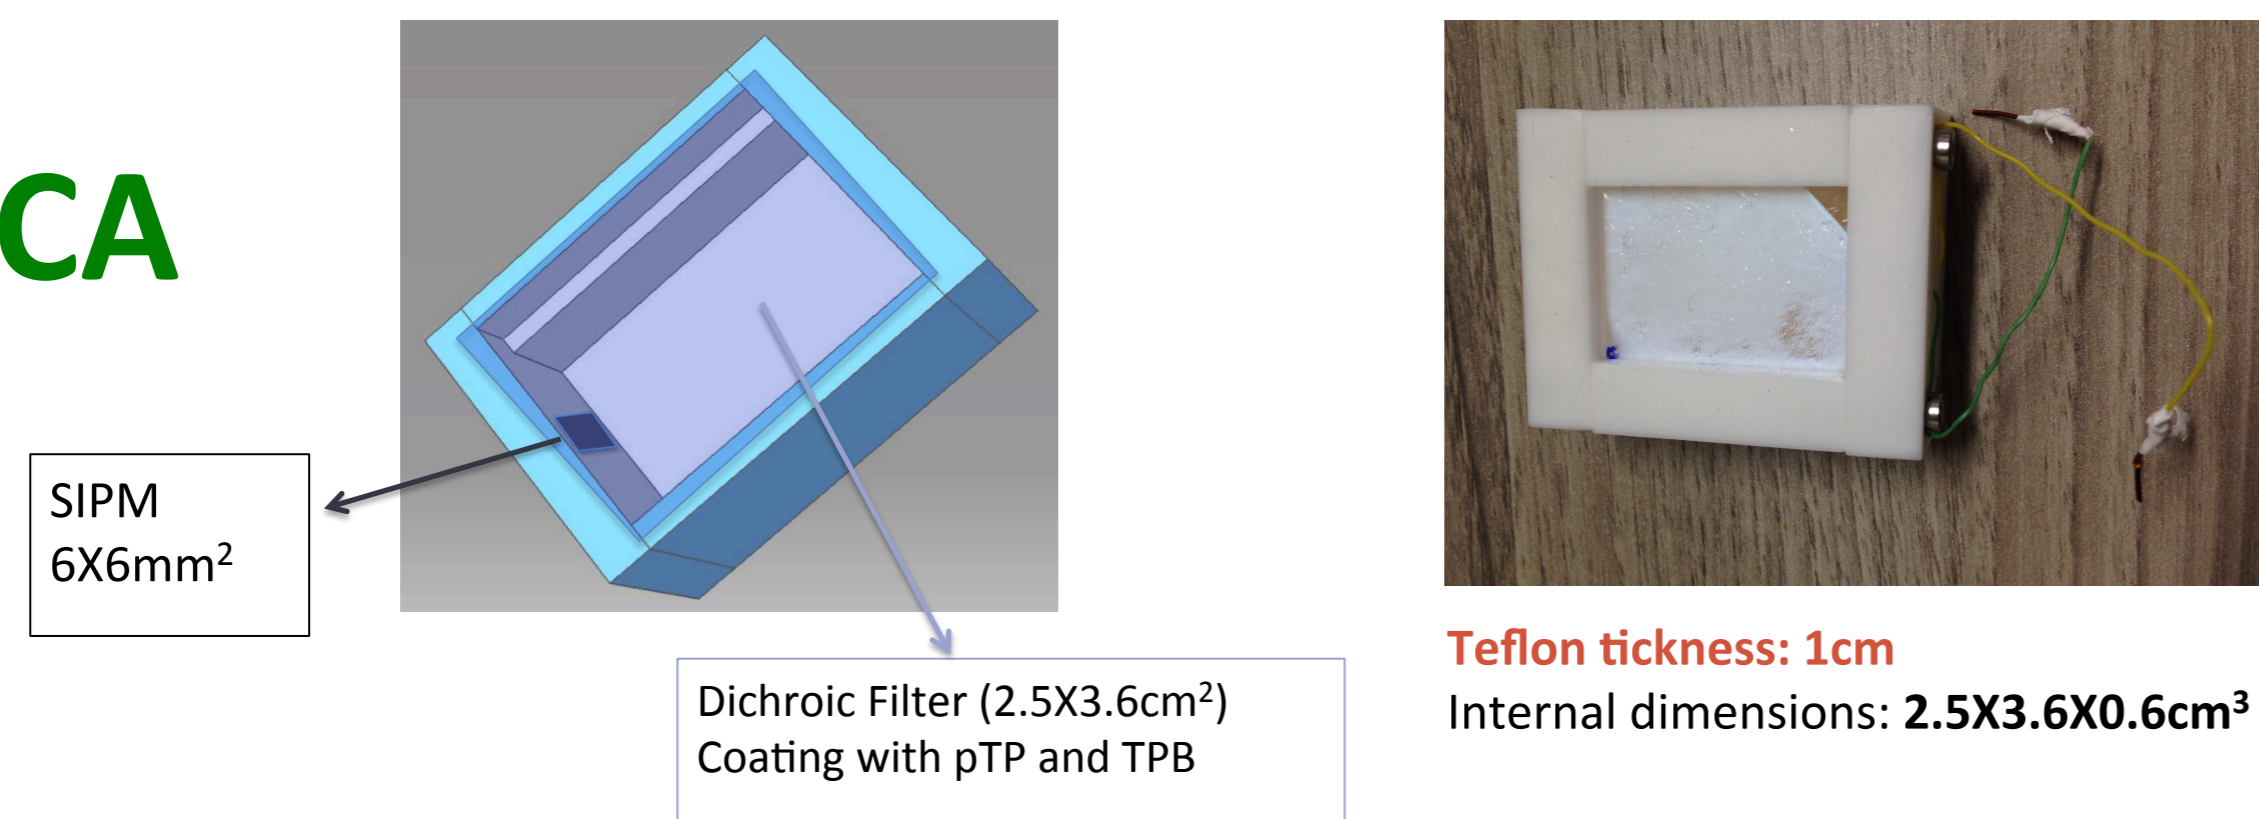 CA
SIPM
6X6mm²
Dichroic Filter (2.5X3.6cm²)
Coating with pTP and TPB
Teflon tickness: 1cm
Internal dimensions: 2.5X3.6X0.6cm³